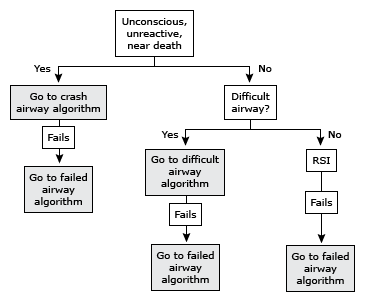 Unconscious,
unreactive,
near death
Yes
No
Go to crash
airway algorithm
Difficult
airway?
Fails
Yes
No
Go to failed
airway
algorithm
Go to difficult
airway
algorithm
RSI
Fails
Fails
Go to failed
airway
algorithm
Go to failed
airway
algorithm